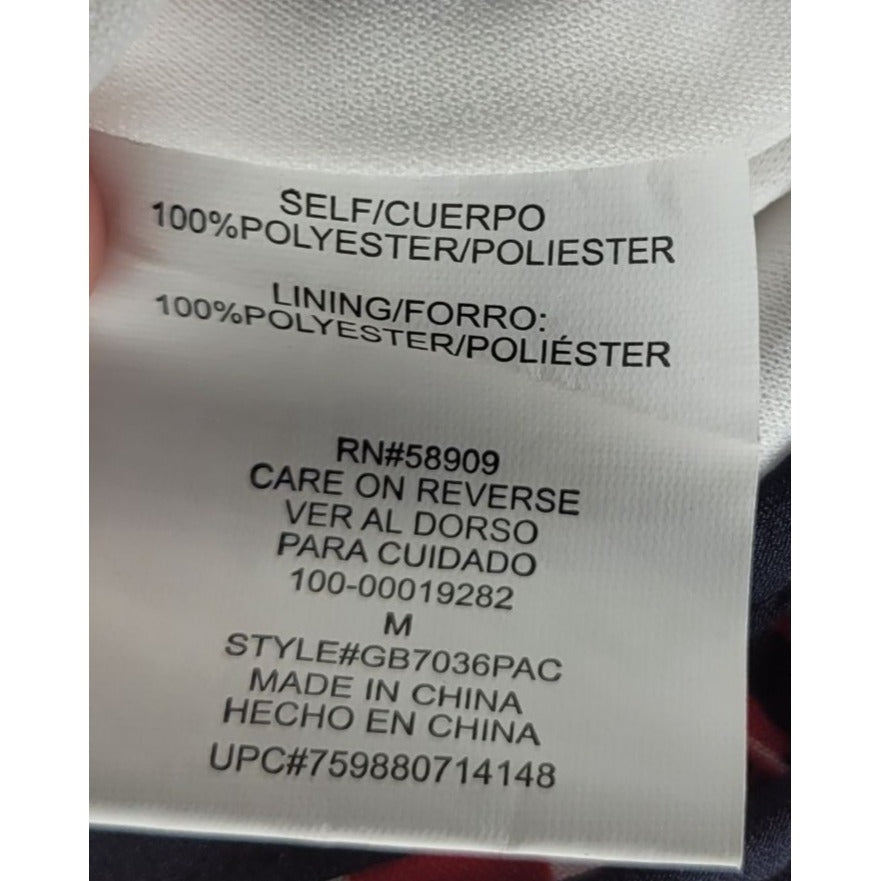 SELF/CUERPO
100%POLYESTER/POLIESTER
LINING/FORRO:
100%POLYESTER/POLIÉSTER
RN#58909
CARE ON REVERSE
VER AL DORSO
PARA CUIDADO
100-00019282
M
STYLE#GB7036PAC
MADE IN CHINA
HECHO EN CHINA
UPC#759880714148